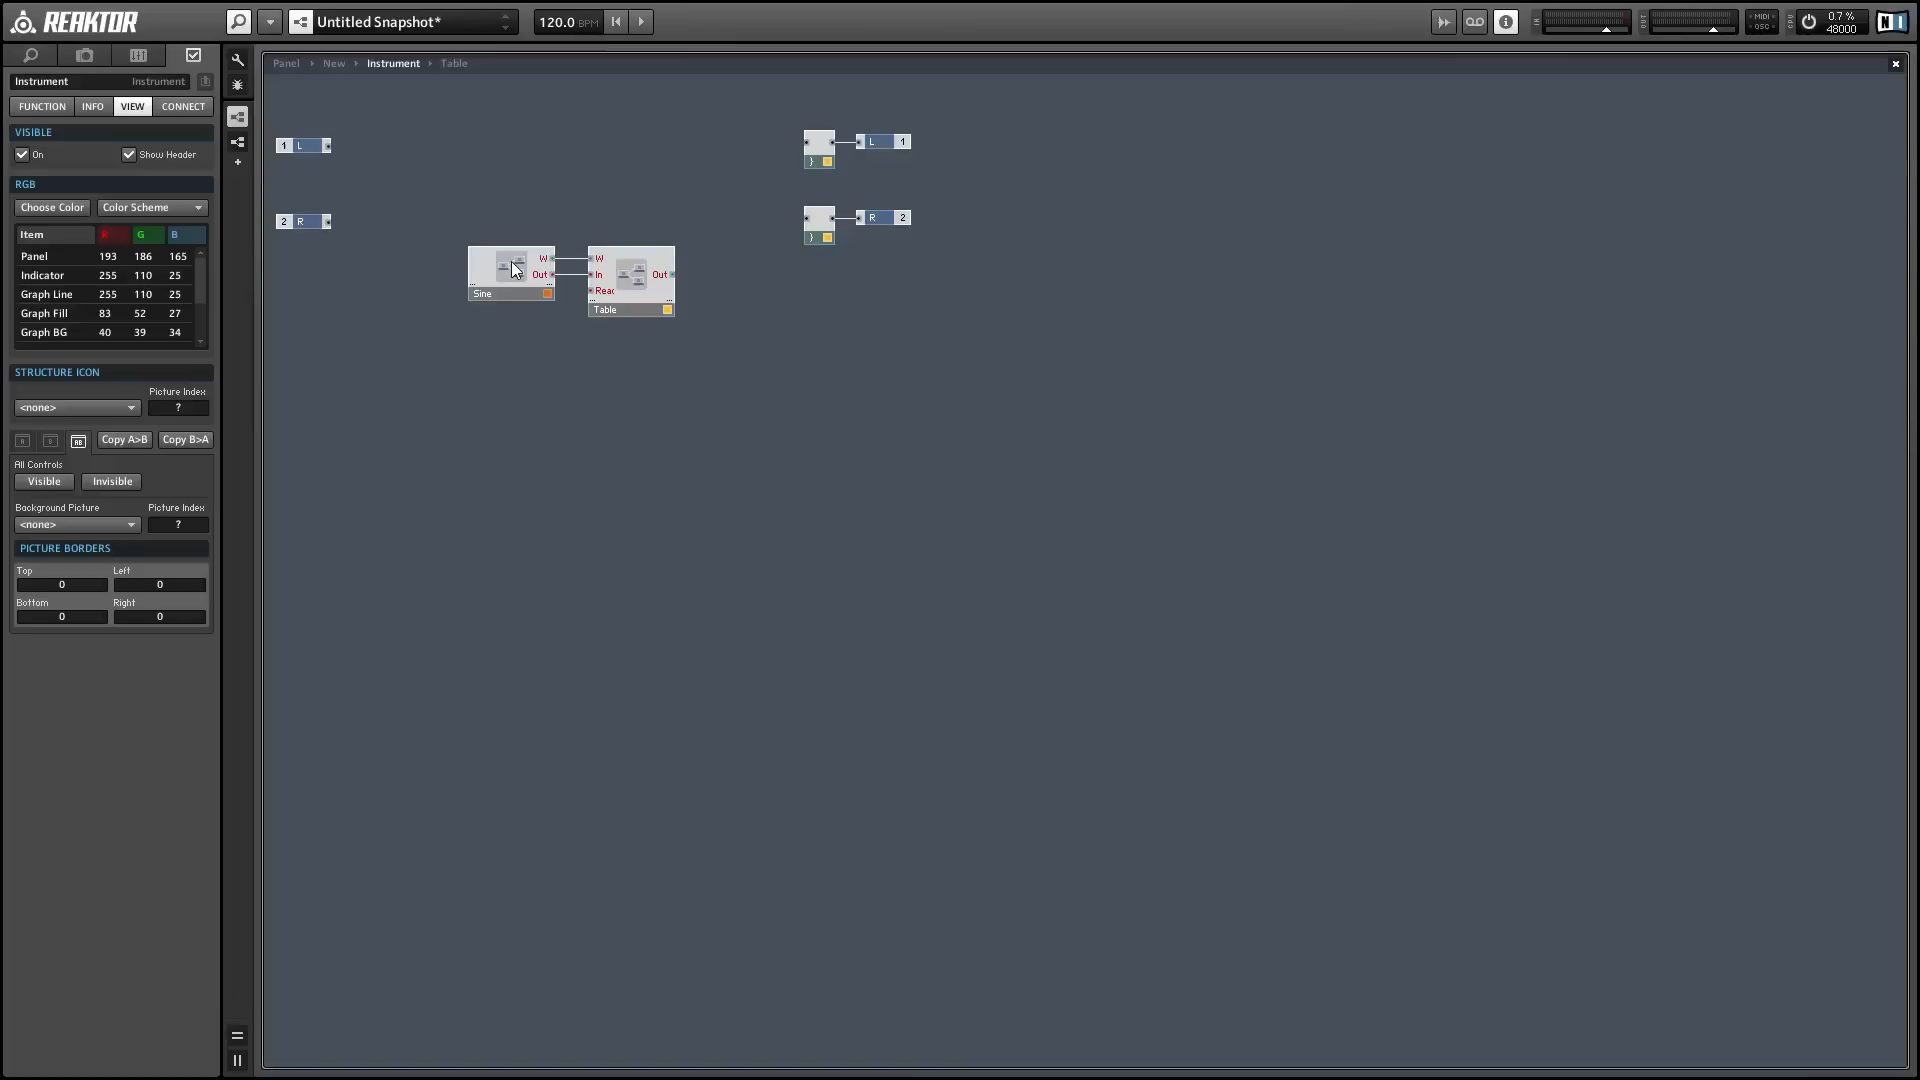 REAKTOR
Untitled Snapshot*
120.0 BPM
MIDI
OSC
0.7 %
48000
Panel New Instrument Table
Instrument Instrument
FUNCTION INFO VIEW CONNECT
VISIBLE
On Show Header
RGB
Choose Color Color Scheme
Item R G B
Panel 193 186 165
Indicator 255 110 25
Graph Line 255 110 25
Graph Fill 83 52 27
Graph BG 40 39 34
STRUCTURE ICON
Picture Index
<none> ?
A B AB Copy A>B Copy B>A
All Controls
Visible Invisible
Background Picture Picture Index
<none> ?
PICTURE BORDERS
Top Left
0 0
Bottom Right
0 0
1 L
2 R
L 1
}
R 2
}
W
Out
Sine
W
In Out
Read
Table